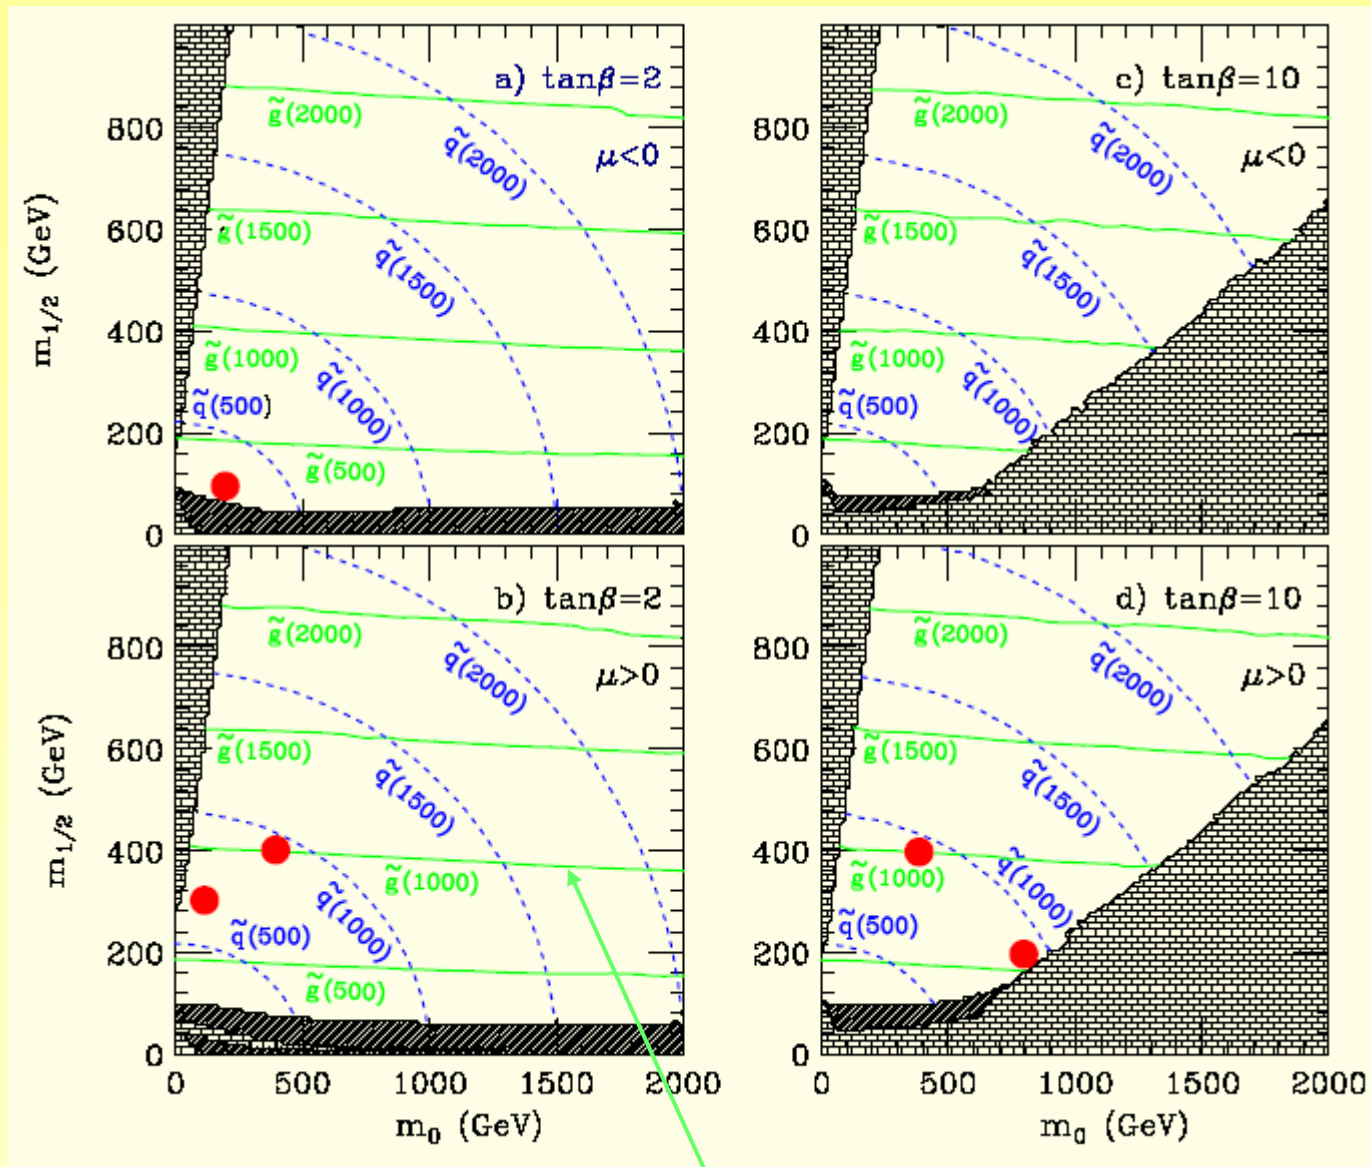 a) tanβ=2
g̃(2000)
q̃(2000)
μ<0
g̃(1500)
q̃(1500)
g̃(1000)
q̃(1000)
q̃(500)
g̃(500)
800
600
400
200
0
m1/2 (GeV)
c) tanβ=10
g̃(2000)
q̃(2000)
μ<0
g̃(1500)
q̃(1500)
g̃(1000)
q̃(1000)
q̃(500)
g̃(500)
800
600
400
200
0
b) tanβ=2
g̃(2000)
q̃(2000)
μ>0
g̃(1500)
q̃(1500)
g̃(1000)
q̃(1000)
q̃(500)
g̃(500)
800
600
400
200
0
m1/2 (GeV)
0 500 1000 1500 2000
m0 (GeV)
d) tanβ=10
g̃(2000)
q̃(2000)
μ>0
g̃(1500)
q̃(1500)
g̃(1000)
q̃(1000)
q̃(500)
g̃(500)
800
600
400
200
0
0 500 1000 1500 2000
m0 (GeV)